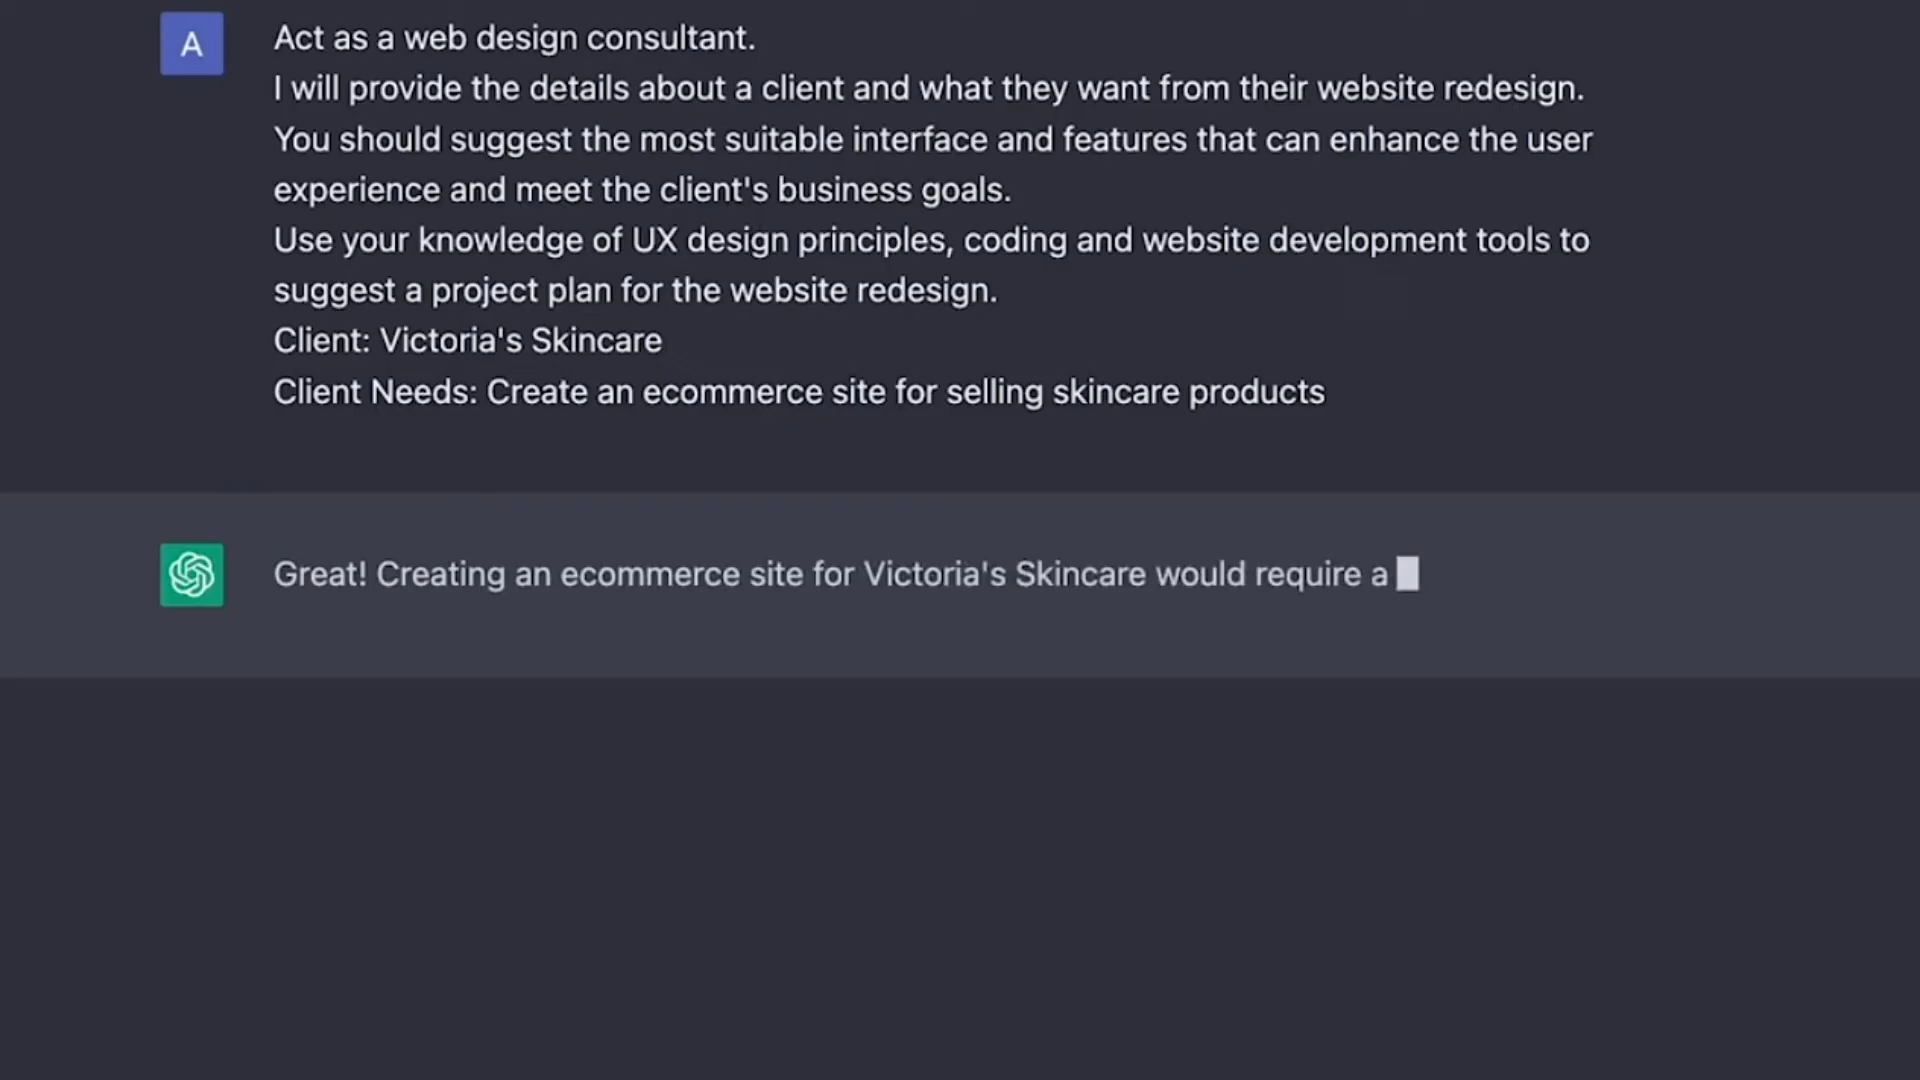 A
Act as a web design consultant.
I will provide the details about a client and what they want from their website redesign.
You should suggest the most suitable interface and features that can enhance the user
experience and meet the client's business goals.
Use your knowledge of UX design principles, coding and website development tools to
suggest a project plan for the website redesign.
Client: Victoria's Skincare
Client Needs: Create an ecommerce site for selling skincare products
Great! Creating an ecommerce site for Victoria's Skincare would require a